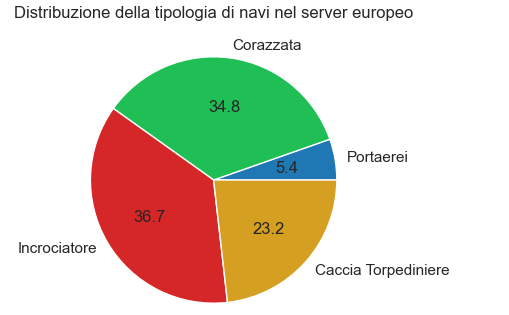 Distribuzione della tipologia di navi nel server europeo
Corazzata
34.8
Portaerei
5.4
36.7
23.2
Incrociatore
Caccia Torpediniere